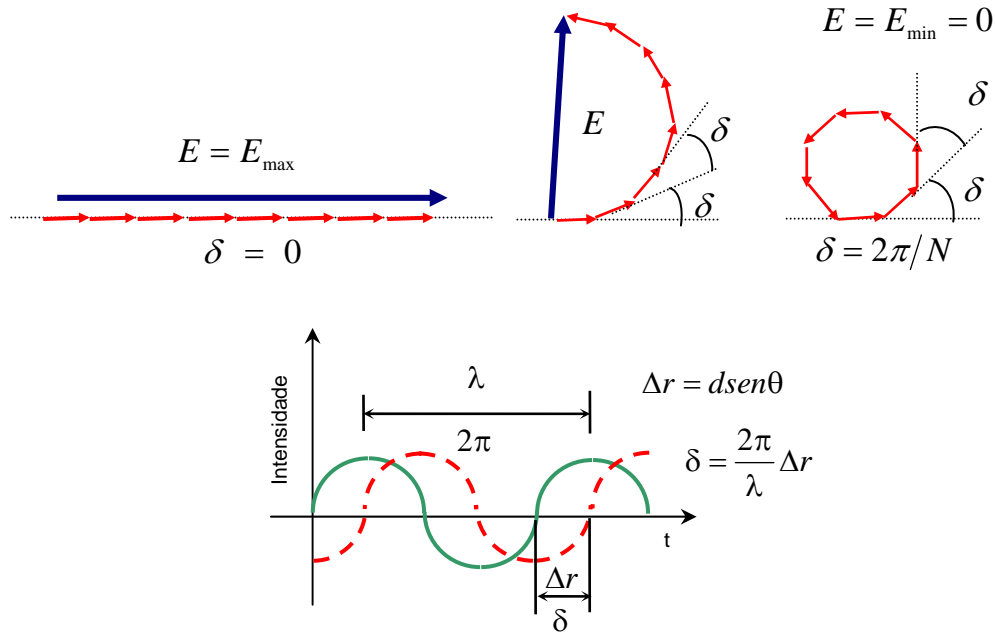 E = E_max
δ = 0
E
δ
δ
E = E_min = 0
δ
δ
δ = 2π/N
Intensidade
λ
2π
Δr = dsenθ
δ = 2π/λ Δr
t
Δr
δ